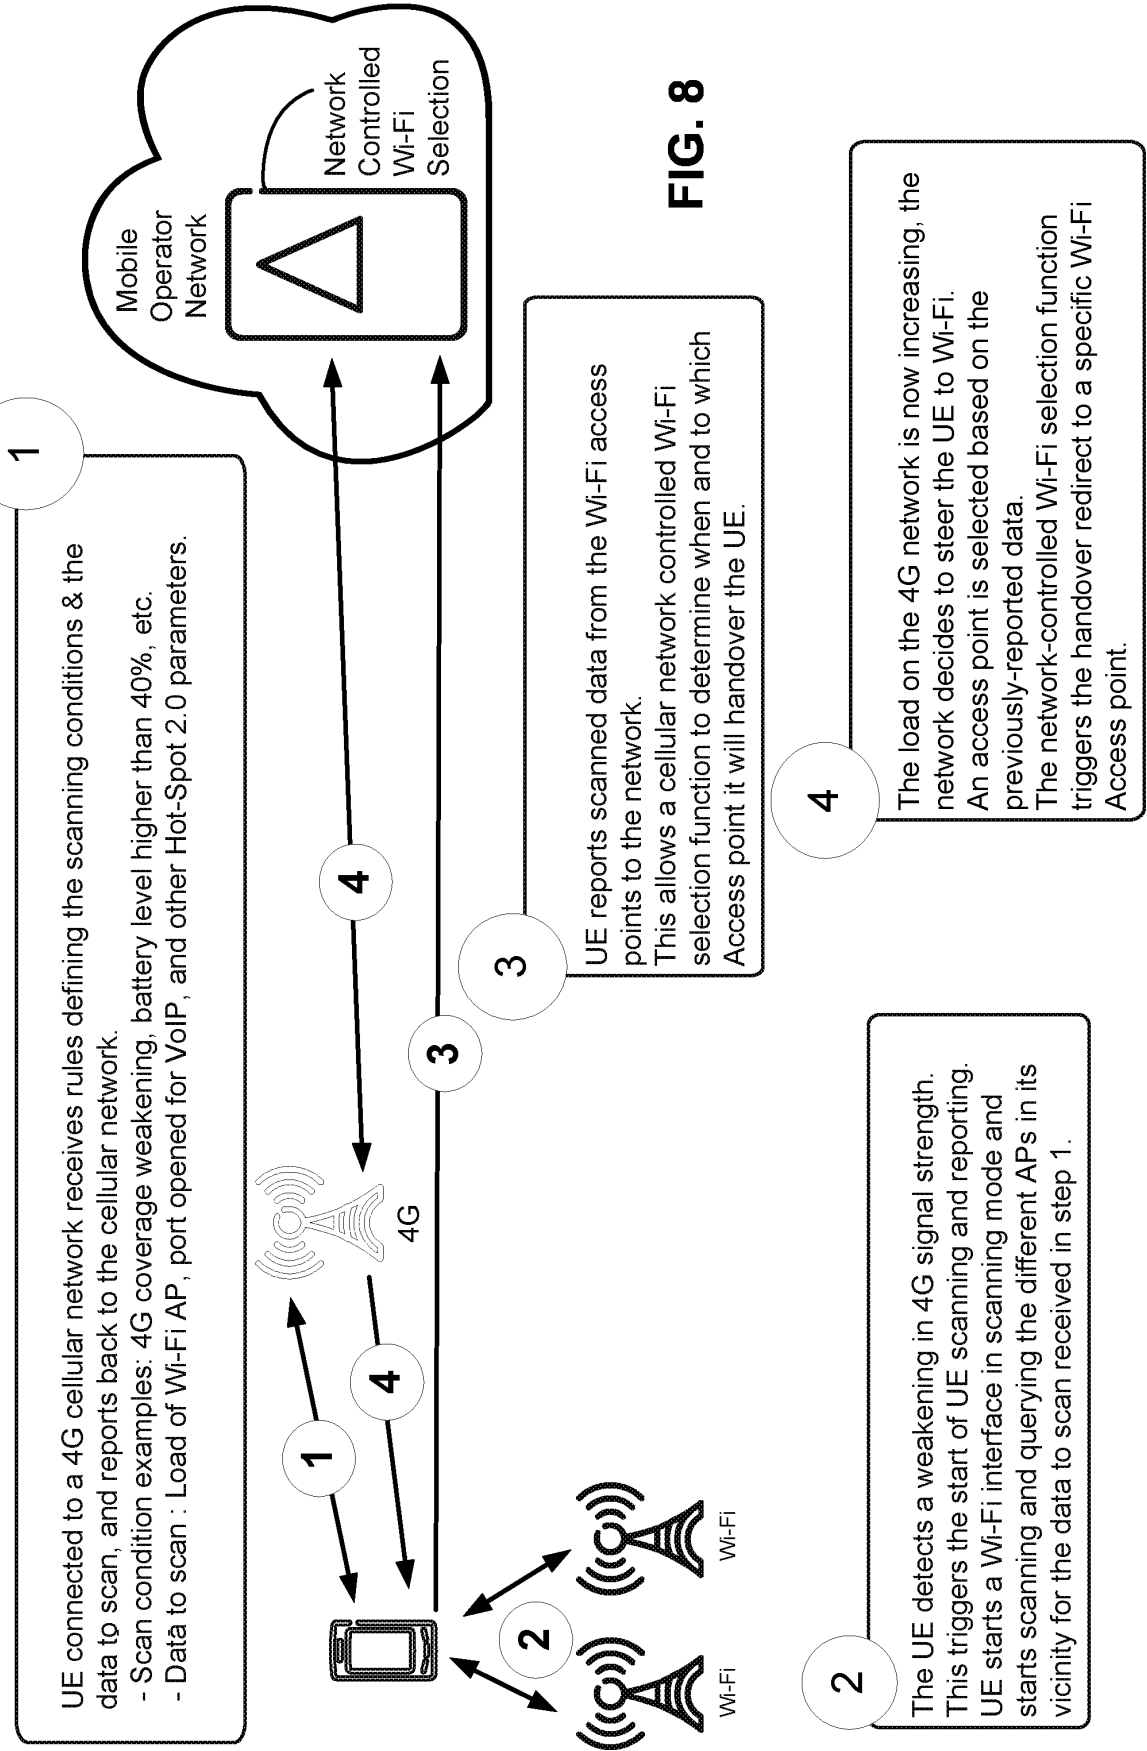 1
UE connected to a 4G cellular network receives rules defining the scanning conditions & the
data to scan, and reports back to the cellular network.
- Scan condition examples: 4G coverage weakening, battery level higher than 40%, etc.
- Data to scan : Load of Wi-Fi AP, port opened for VoIP, and other Hot-Spot 2.0 parameters.
Mobile
Operator
Network
Network
Controlled
Wi-Fi
Selection
1
4
4G
4
3
2
Wi-Fi
Wi-Fi
3
UE reports scanned data from the Wi-Fi access
points to the network.
This allows a cellular network controlled Wi-Fi
selection function to determine when and to which
Access point it will handover the UE.
FIG. 8
2
The UE detects a weakening in 4G signal strength.
This triggers the start of UE scanning and reporting.
UE starts a Wi-Fi interface in scanning mode and
starts scanning and querying the different APs in its
vicinity for the data to scan received in step 1.
4
The load on the 4G network is now increasing, the
network decides to steer the UE to Wi-Fi.
An access point is selected based on the
previously-reported data.
The network-controlled Wi-Fi selection function
triggers the handover redirect to a specific Wi-Fi
Access point.